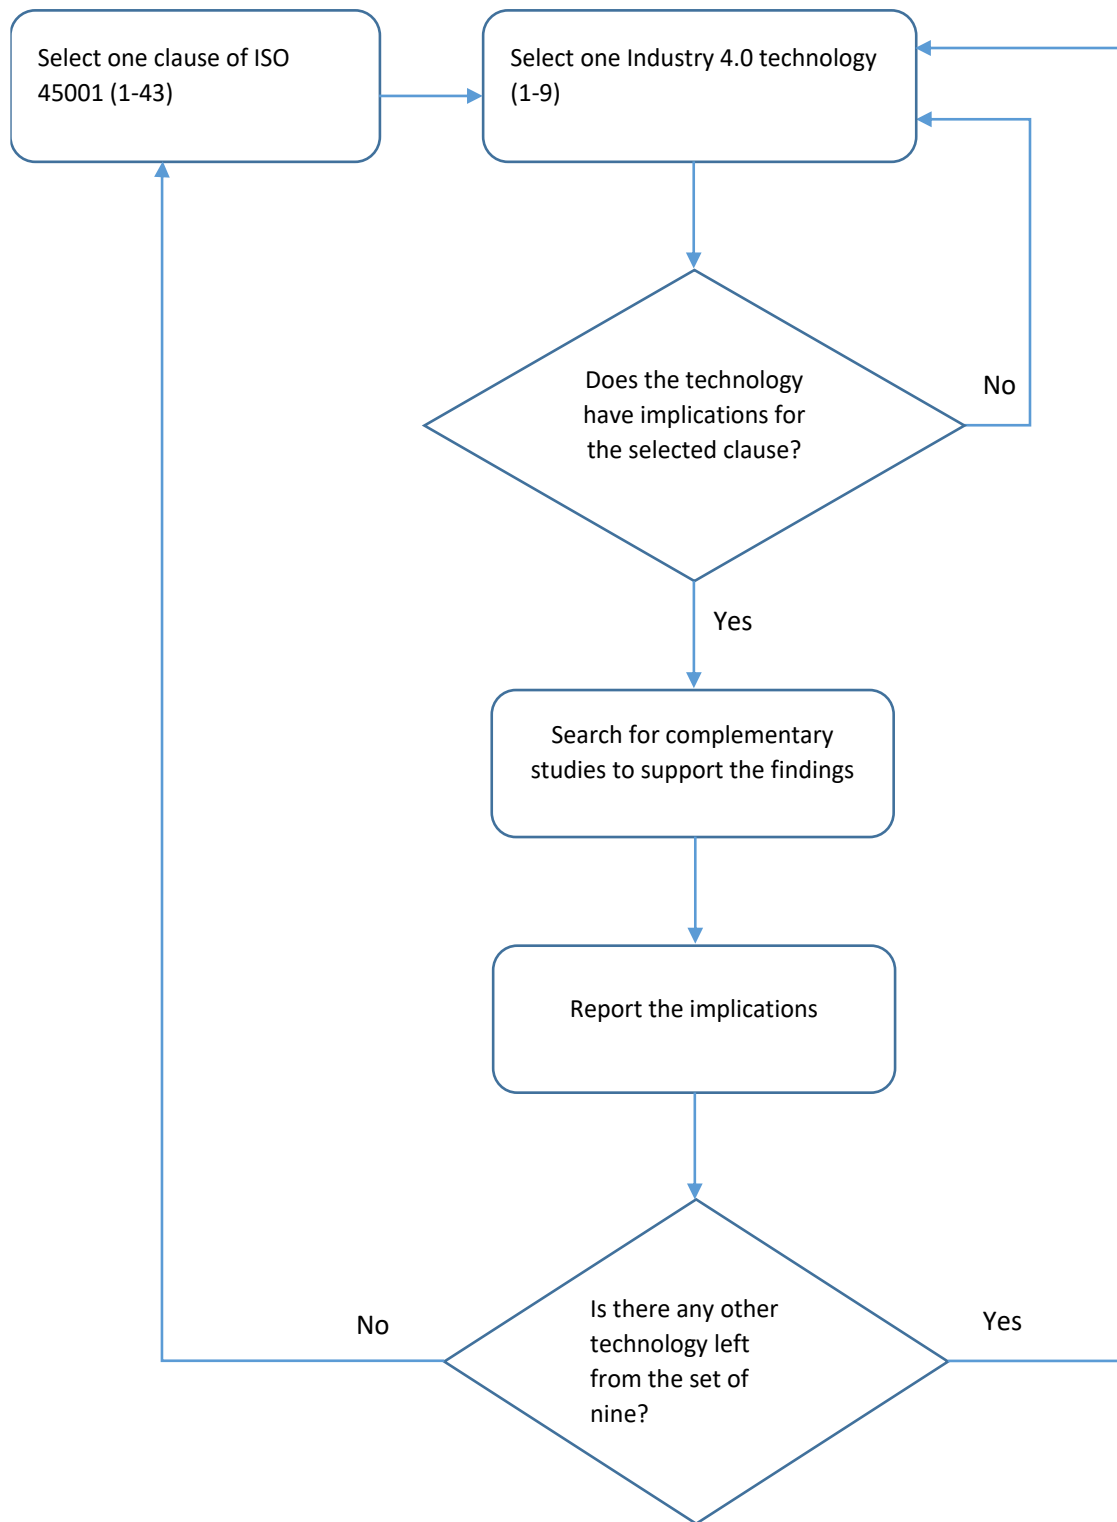 Select one clause of ISO
45001 (1-43)
Select one Industry 4.0 technology
(1-9)
Does the technology
have implications for
the selected clause?
No
Yes
Search for complementary
studies to support the findings
Report the implications
Is there any other
technology left
from the set of
nine?
No
Yes